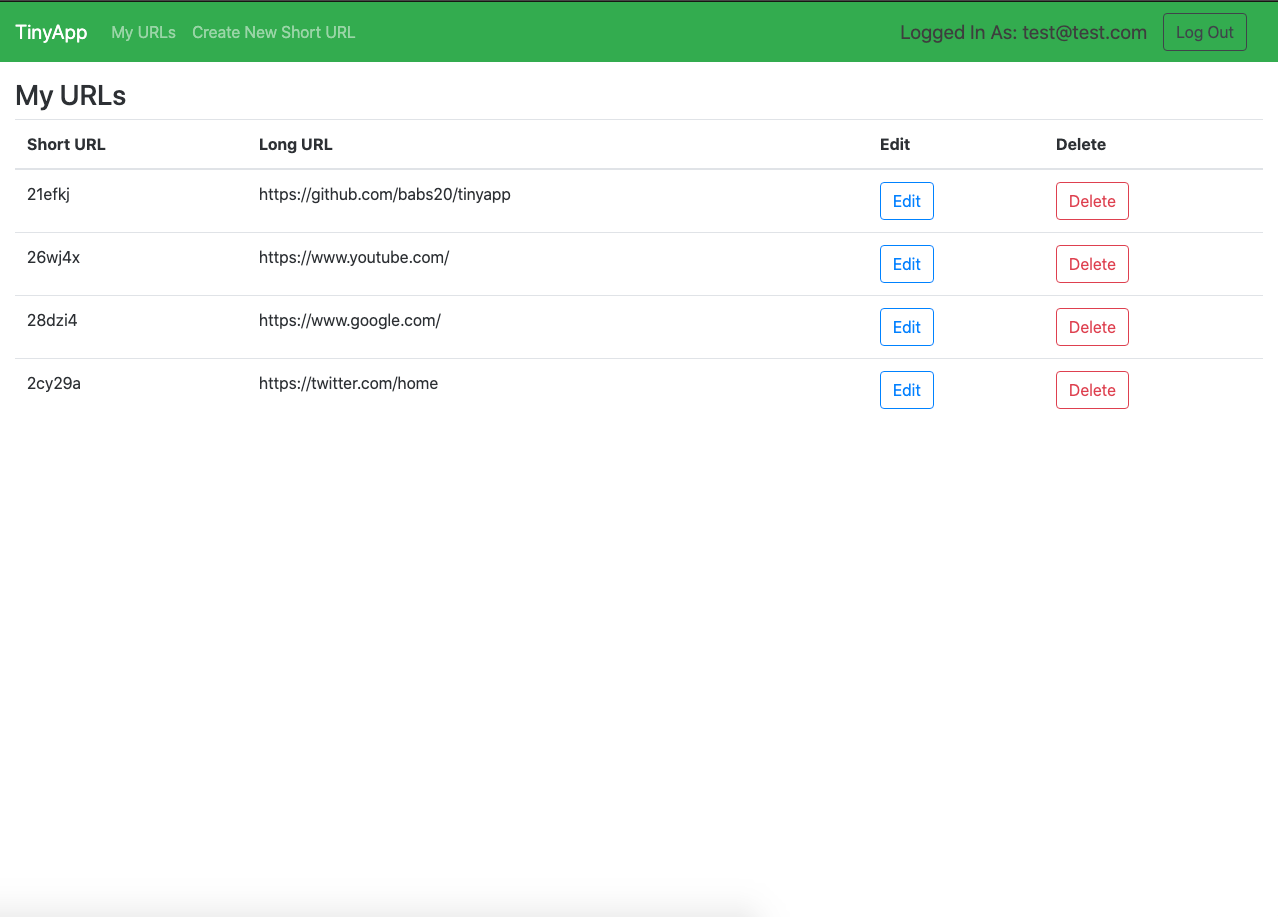 TinyApp My URLs Create New Short URL Logged In As: test@test.com Log Out
My URLs
Short URL Long URL Edit Delete
21efkj https://github.com/babs20/tinyapp Edit Delete
26wj4x https://www.youtube.com/ Edit Delete
28dzi4 https://www.google.com/ Edit Delete
2cy29a https://twitter.com/home Edit Delete